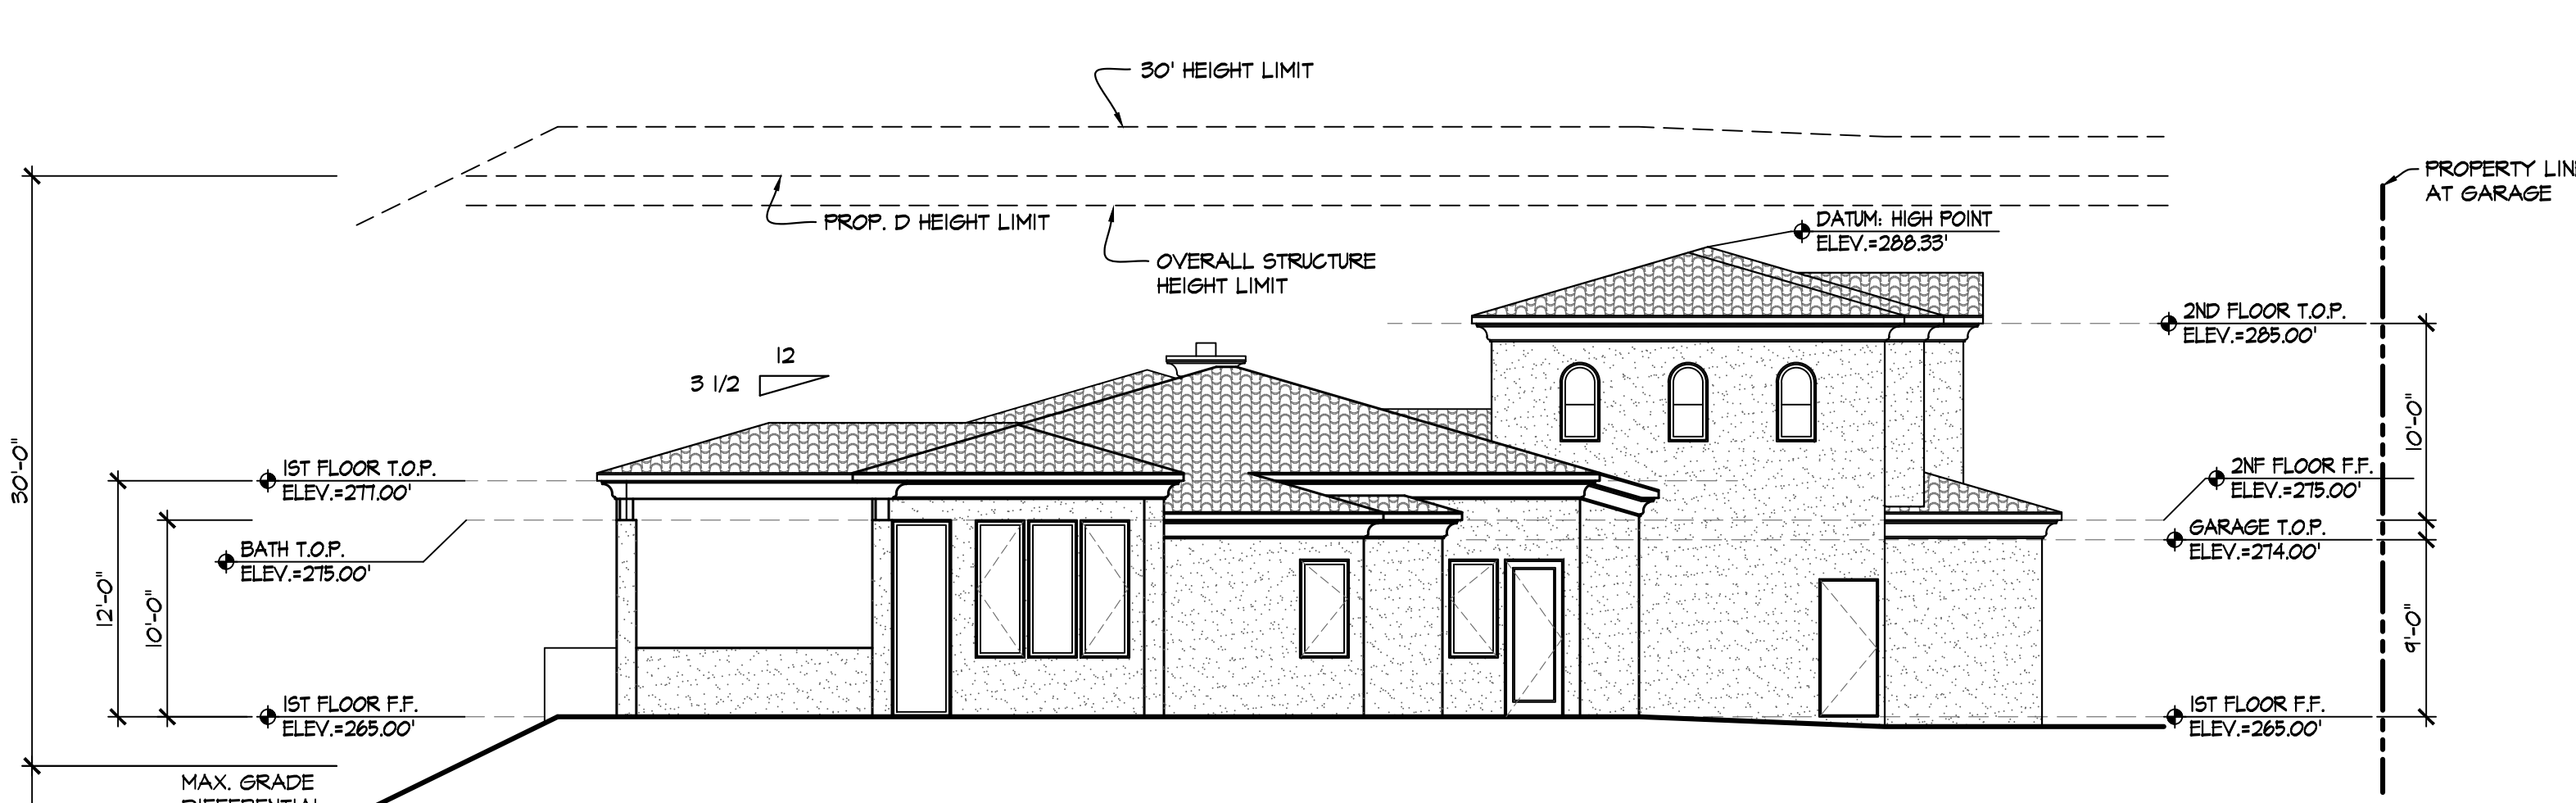 30' HEIGHT LIMIT
PROPERTY LINE
AT GARAGE
PROP. D HEIGHT LIMIT
DATUM: HIGH POINT
ELEV.=288.33'
OVERALL STRUCTURE
HEIGHT LIMIT
2ND FLOOR T.O.P.
ELEV.=285.00'
12
3 1/2
10'-0"
30'-0"
1ST FLOOR T.O.P.
ELEV.=277.00'
2NF FLOOR F.F.
ELEV.=275.00'
BATH T.O.P.
ELEV.=275.00'
GARAGE T.O.P.
ELEV.=274.00'
12'-0"
10'-0"
9'-0"
1ST FLOOR F.F.
ELEV.=265.00'
1ST FLOOR F.F.
ELEV.=265.00'
MAX. GRADE
DIFFERENTIAL